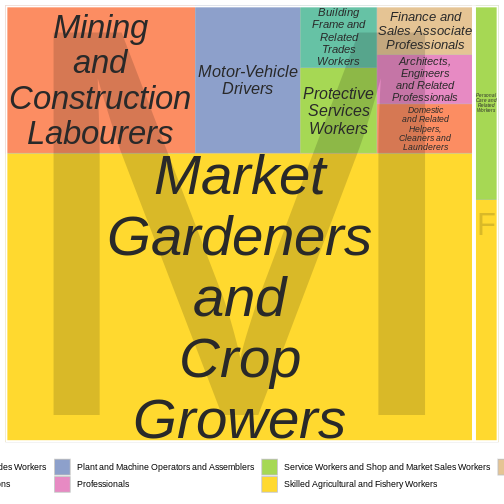 Mining
and
Construction
Labourers
Motor-Vehicle
Drivers
Building
Frame and
Related
Trades
Workers
Protective
Services
Workers
Finance and
Sales Associate
Professionals
Architects,
Engineers
and Related
Professionals
Domestic
and Related
Helpers,
Cleaners and
Launderers
Personal
Care and
Related
Workers
Market
Gardeners
and
Crop
Growers
M
F
des Workers
Plant and Machine Operators and Assemblers
Service Workers and Shop and Market Sales Workers
ns
Professionals
Skilled Agricultural and Fishery Workers